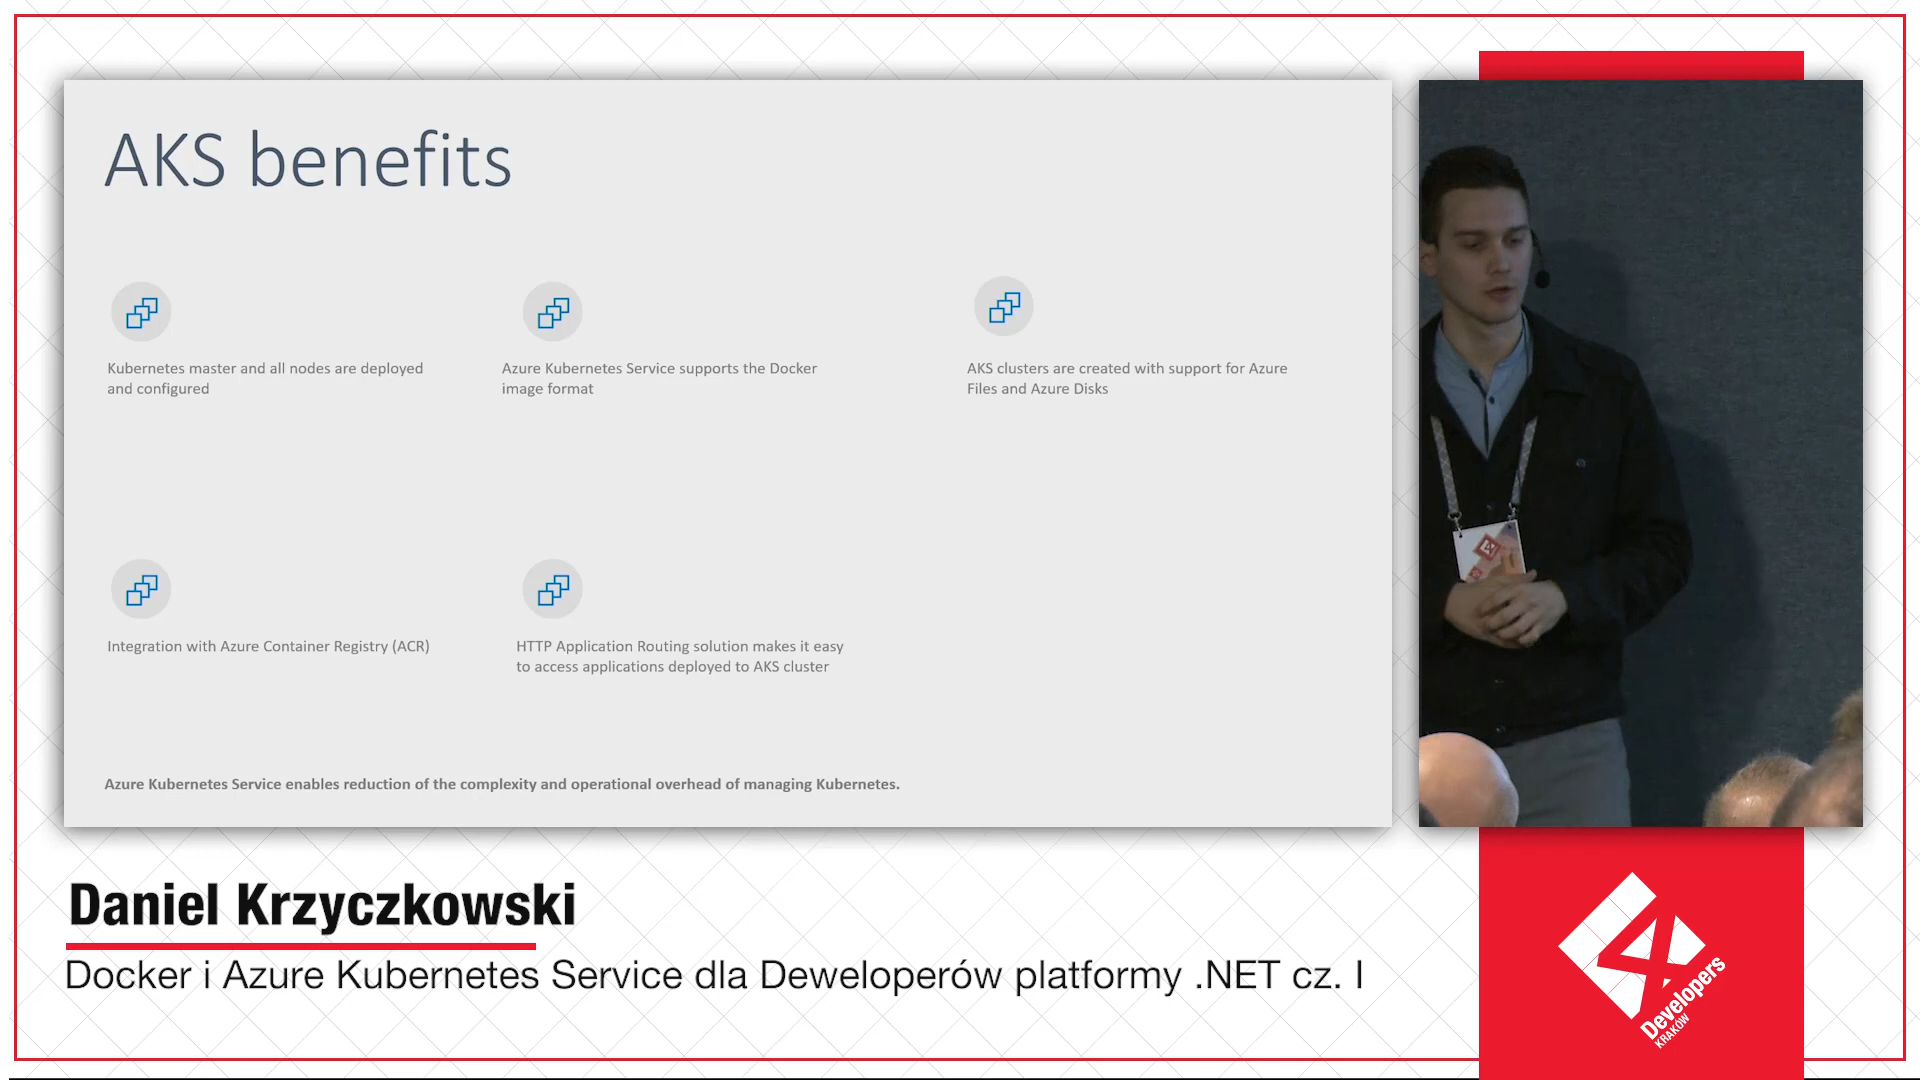 AKS benefits
Kubernetes master and all nodes are deployed
and configured
Azure Kubernetes Service supports the Docker
image format
AKS clusters are created with support for Azure
Files and Azure Disks
Integration with Azure Container Registry (ACR)
HTTP Application Routing solution makes it easy
to access applications deployed to AKS cluster
Azure Kubernetes Service enables reduction of the complexity and operational overhead of managing Kubernetes.
Daniel Krzyczkowski
Docker i Azure Kubernetes Service dla Deweloperów platformy .NET cz. I
4
Developers
KRAKÓW